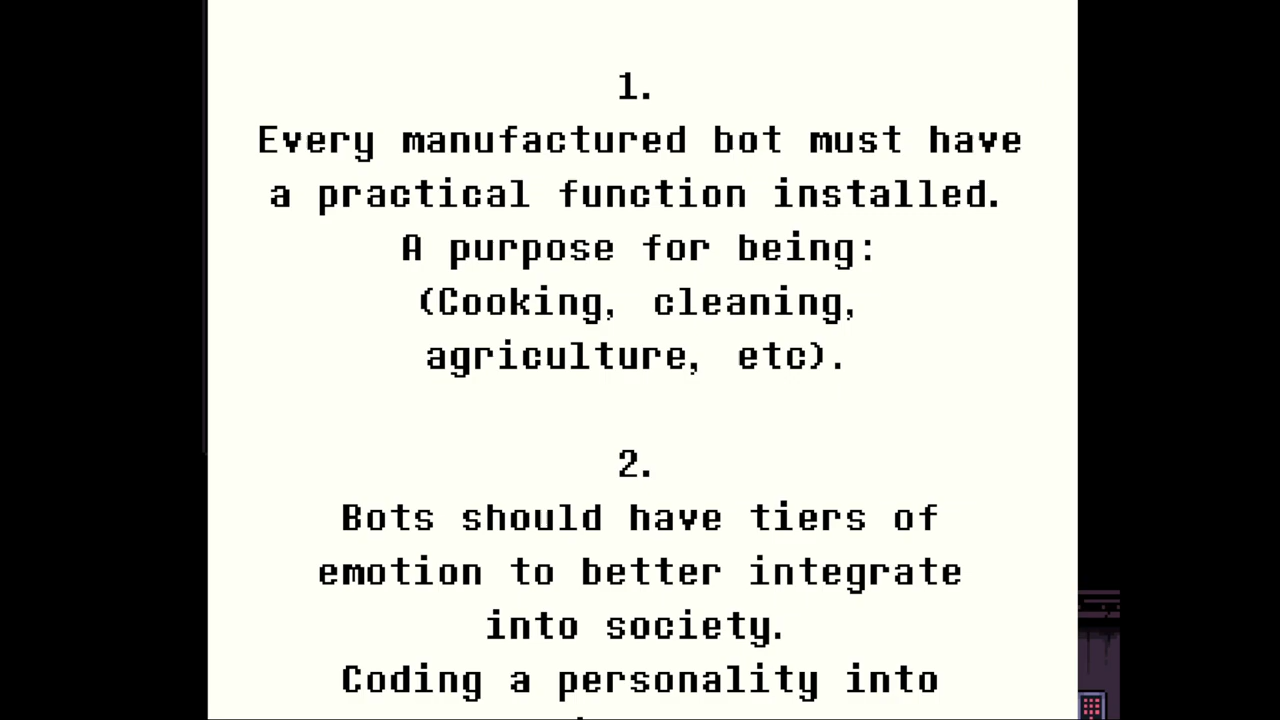 1.
Every manufactured bot must have
a practical function installed.
A purpose for being:
(Cooking, cleaning,
agriculture, etc).
2.
Bots should have tiers of
emotion to better integrate
into society.
Coding a personality into